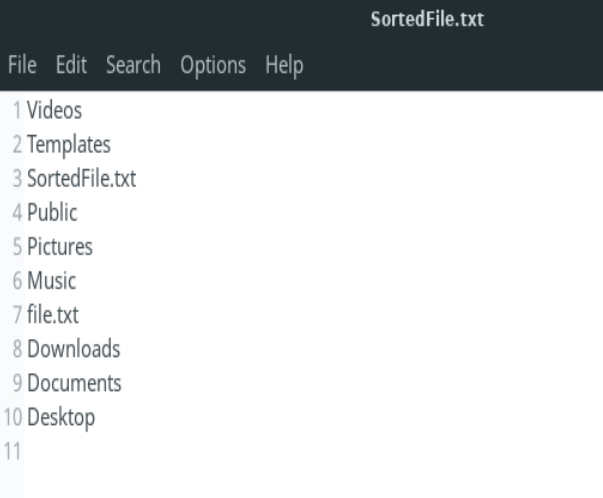 SortedFile.txt
File Edit Search Options Help
1 Videos
2 Templates
3 SortedFile.txt
4 Public
5 Pictures
6 Music
7 file.txt
8 Downloads
9 Documents
10 Desktop
11